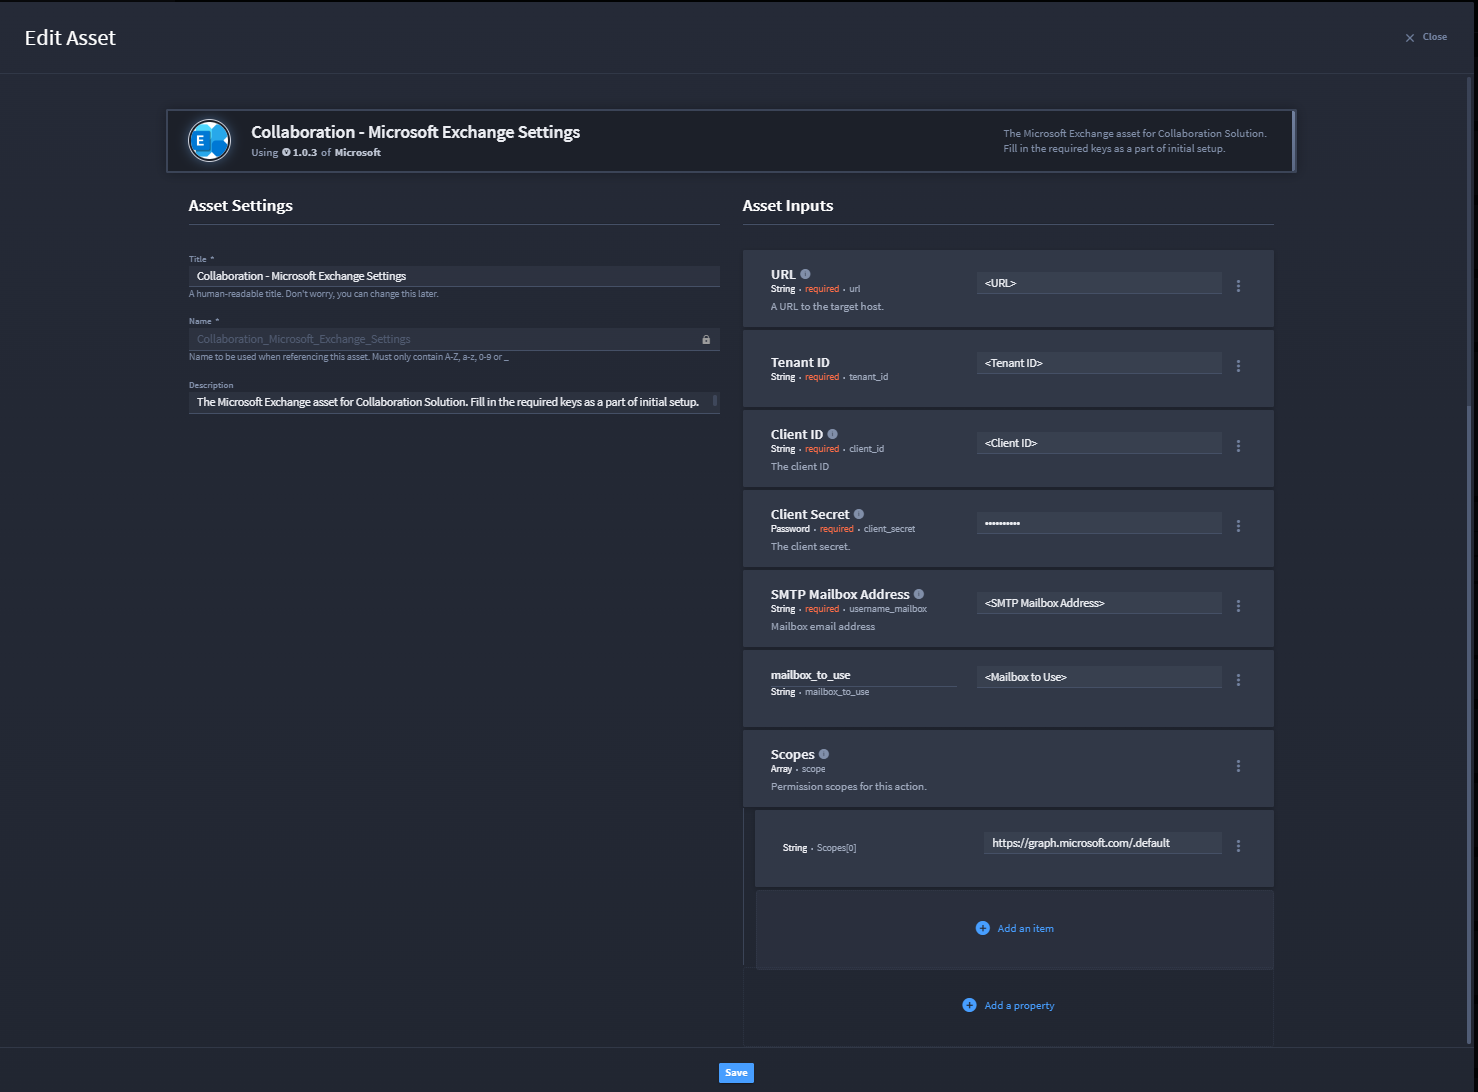 Edit Asset
Close
E
Collaboration - Microsoft Exchange Settings
Using 1.0.3 of Microsoft
The Microsoft Exchange asset for Collaboration Solution.
Fill in the required keys as a part of initial setup.
Asset Settings
Title *
Collaboration - Microsoft Exchange Settings
A human-readable title. Don't worry, you can change this later.
Name *
Collaboration_Microsoft_Exchange_Settings
Name to be used when referencing this asset. Must only contain A-Z, a-z, 0-9 or _
Description
The Microsoft Exchange asset for Collaboration Solution. Fill in the required keys as a part of initial setup.
Asset Inputs
URL
String • required • url
A URL to the target host.
<URL>
Tenant ID
String • required • tenant_id
<Tenant ID>
Client ID
String • required • client_id
The client ID
<Client ID>
Client Secret
Password • required • client_secret
The client secret.
••••••••••
SMTP Mailbox Address
String • required • username_mailbox
Mailbox email address
<SMTP Mailbox Address>
mailbox_to_use
String • mailbox_to_use
<Mailbox to Use>
Scopes
Array • scope
Permission scopes for this action.
String • Scopes[0]
https://graph.microsoft.com/.default
Add an item
Add a property
Save